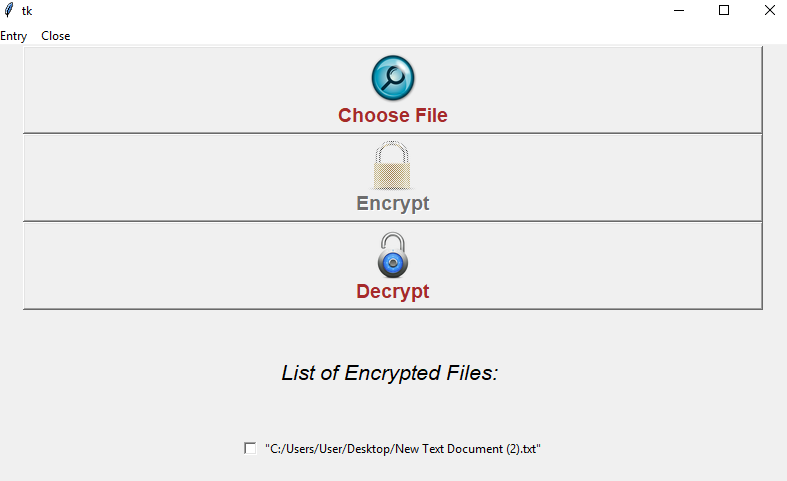 tk
Entry Close
Choose File
Encrypt
Decrypt
List of Encrypted Files:
"C:/Users/User/Desktop/New Text Document (2).txt"